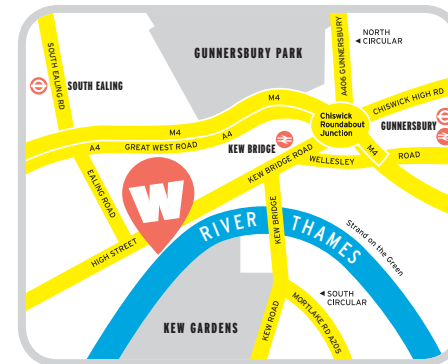 GUNNERSBURY PARK
NORTH
CIRCULAR
A406 GUNNERSBURY
SOUTH EALING RD
SOUTH EALING
M4
CHISWICK HIGH RD
Chiswick
Roundabout
Junction
GUNNERSBURY
M4
A4
A4
GREAT WEST ROAD
KEW BRIDGE
M4
WELLESLEY
ROAD
KEW BRIDGE ROAD
EALING ROAD
W
HIGH STREET
KEW BRIDGE
RIVER THAMES
Strand on the Green
SOUTH
CIRCULAR
KEW GARDENS
KEW ROAD
MORTLAKE RD A205